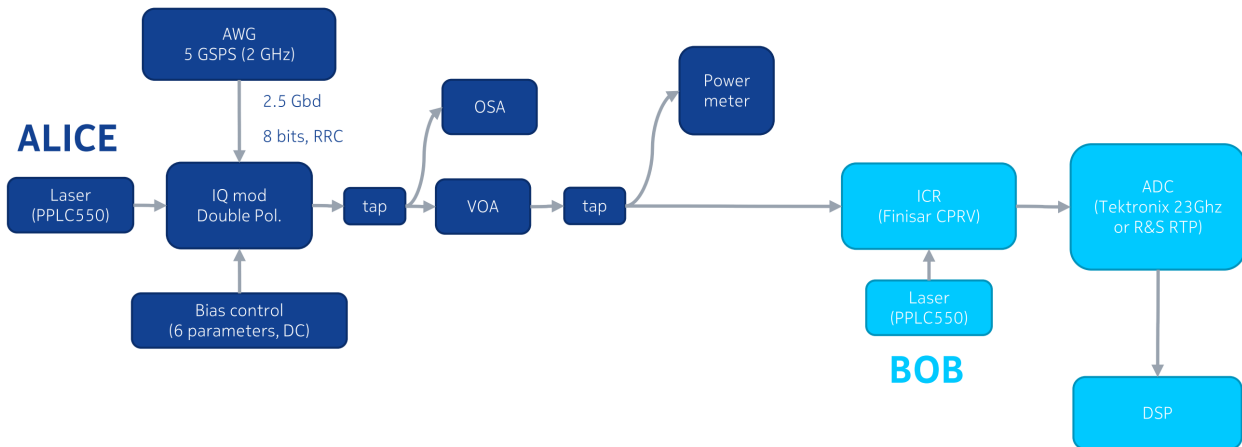 AWG
5 GSPS (2 GHz)
2.5 Gbd
8 bits, RRC
OSA
Power
meter
ALICE
Laser
(PPLC550)
IQ mod
Double Pol.
tap
VOA
tap
ICR
(Finisar CPRV)
ADC
(Tektronix 23Ghz
or R&S RTP)
Bias control
(6 parameters, DC)
Laser
(PPLC550)
BOB
DSP